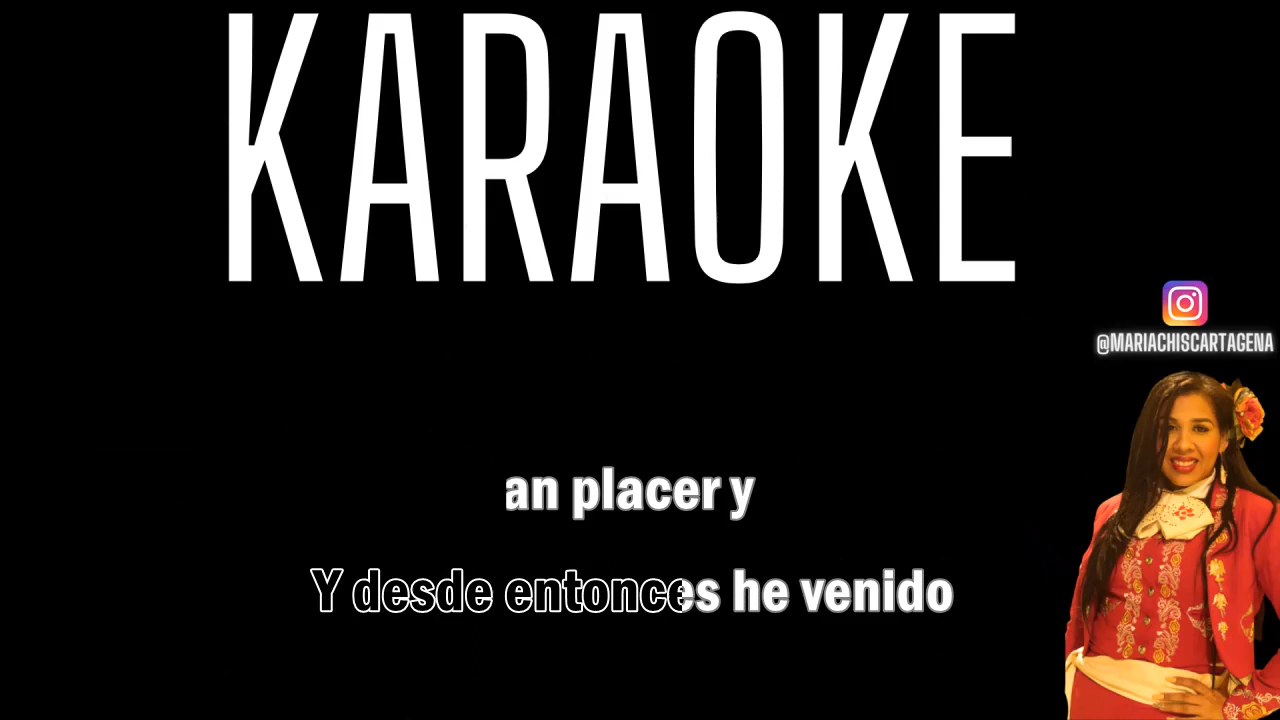 KARAOKE
@MARIACHISCARTAGENA
an placer y
Y desde entonces he venido